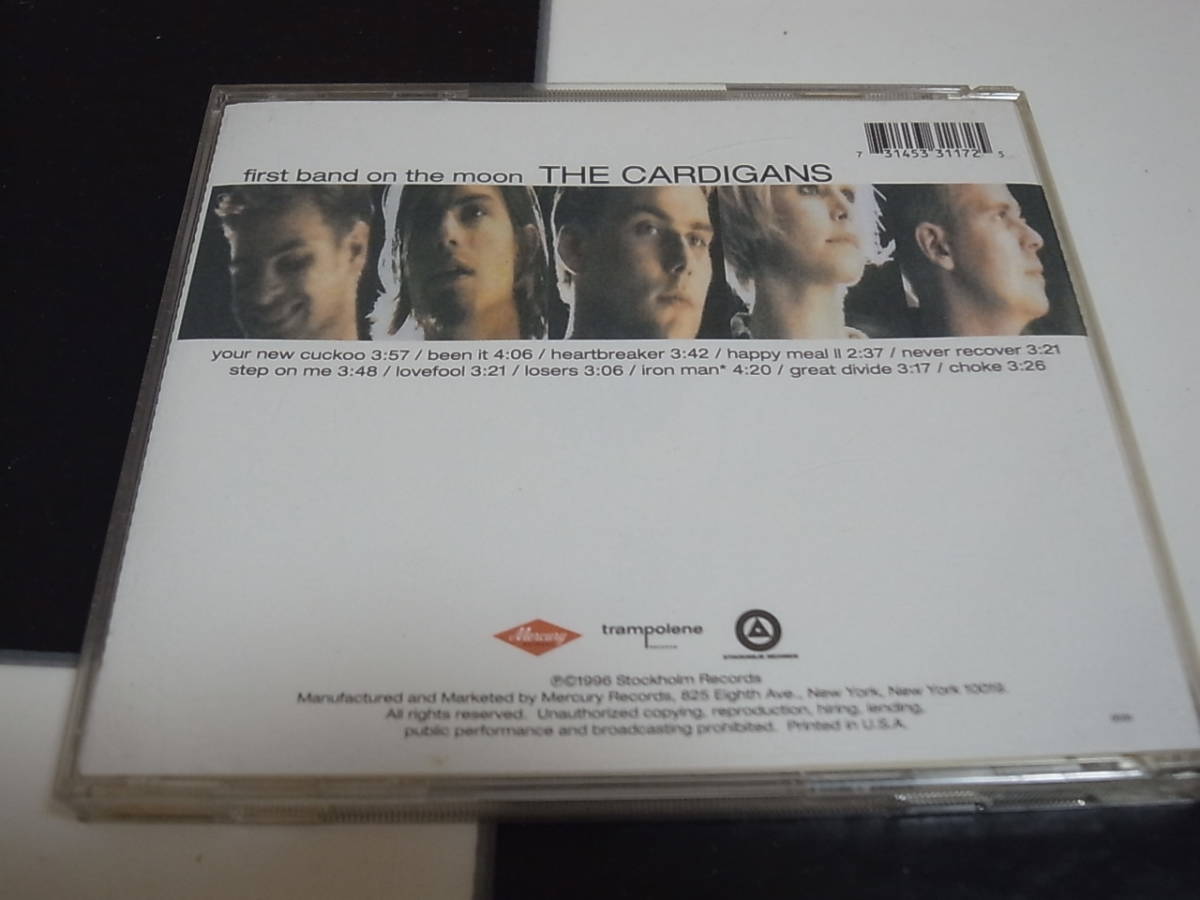 7 31453 31172 5
first band on the moon THE CARDIGANS
your new cuckoo 3:57 / been it 4:06 / heartbreaker 3:42 / happy meal II 2:37 / never recover 3:21
step on me 3:48 / lovefool 3:21 / losers 3:06 / iron man* 4:20 / great divide 3:17 / choke 3:26
Mercury
trampolene
STOCKHOLM RECORDS
℗©1996 Stockholm Records
Manufactured and Marketed by Mercury Records, 825 Eighth Ave., New York, New York 10019.
All rights reserved. Unauthorized copying, reproduction, hiring, lending,
public performance and broadcasting prohibited. Printed in U.S.A.